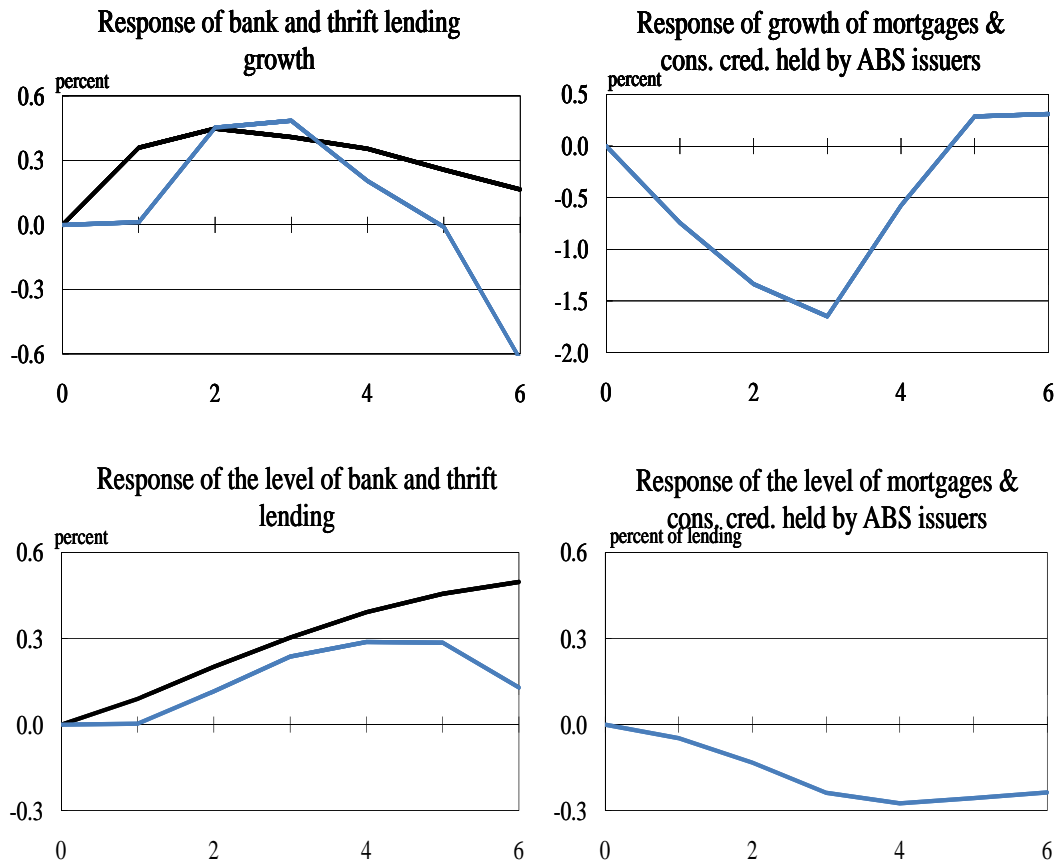 Response of bank and thrift lending
growth
percent
0.6
0.3
0.0
-0.3
-0.6
0 2 4 6
Response of growth of mortgages &
cons. cred. held by ABS issuers
percent
0.5
0.0
-0.5
-1.0
-1.5
-2.0
0 2 4 6
Response of the level of bank and thrift
lending
percent
0.6
0.3
0.0
-0.3
0 2 4 6
Response of the level of mortgages &
cons. cred. held by ABS issuers
percent of lending
0.6
0.3
0.0
-0.3
0 2 4 6